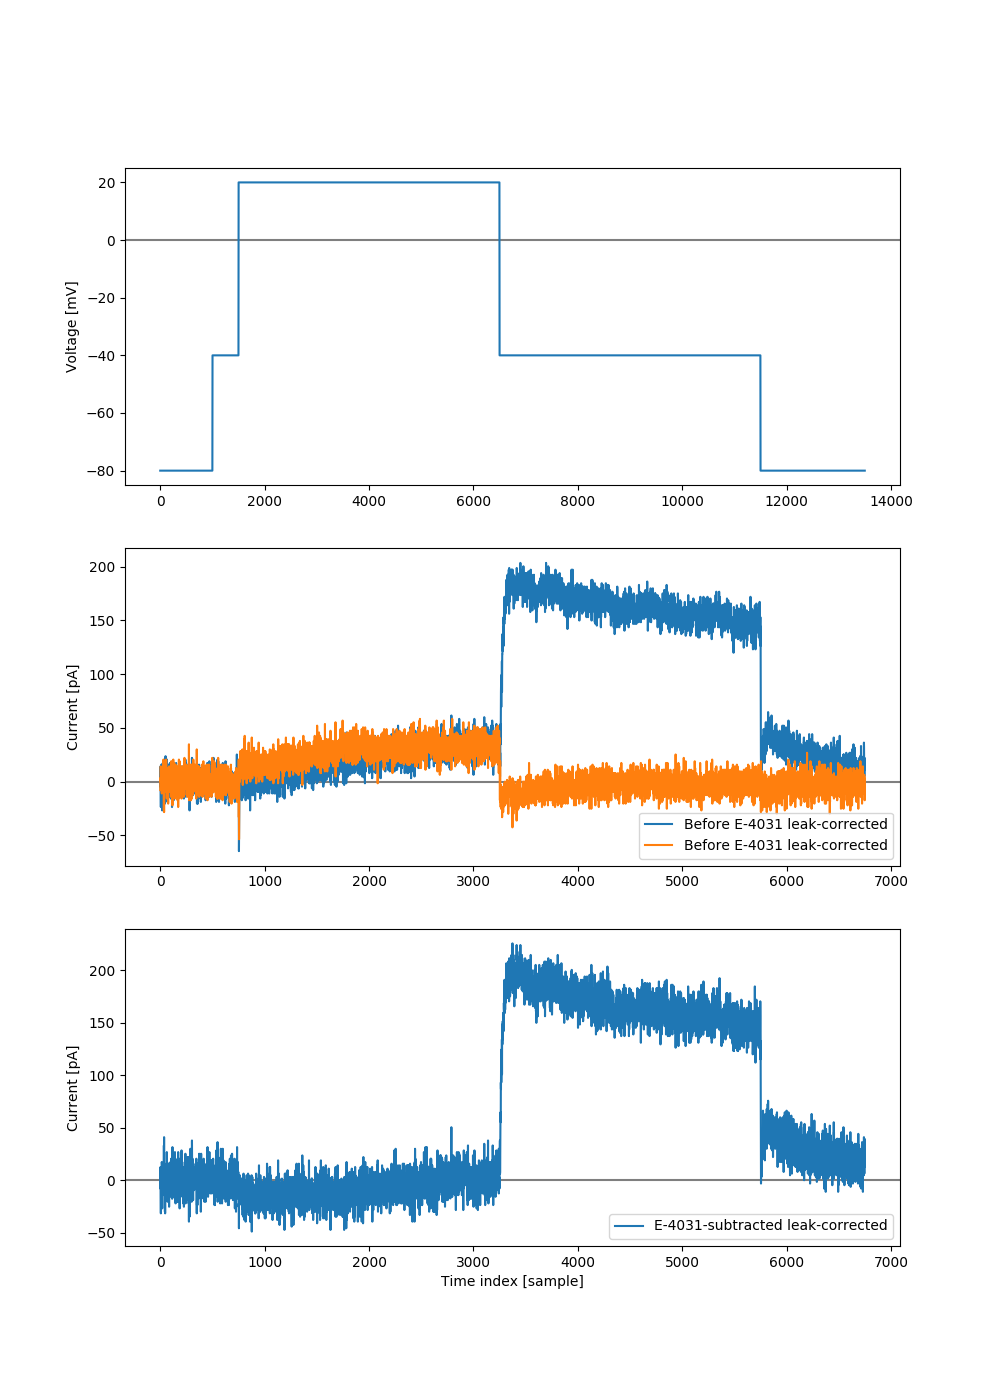 20
0
−20
−40
−60
−80
Voltage [mV]
0 2000 4000 6000 8000 10000 12000 14000
200
150
100
50
0
−50
Current [pA]
Before E-4031 leak-corrected
Before E-4031 leak-corrected
0 1000 2000 3000 4000 5000 6000 7000
200
150
100
50
0
−50
Current [pA]
E-4031-subtracted leak-corrected
0 1000 2000 3000 4000 5000 6000 7000
Time index [sample]